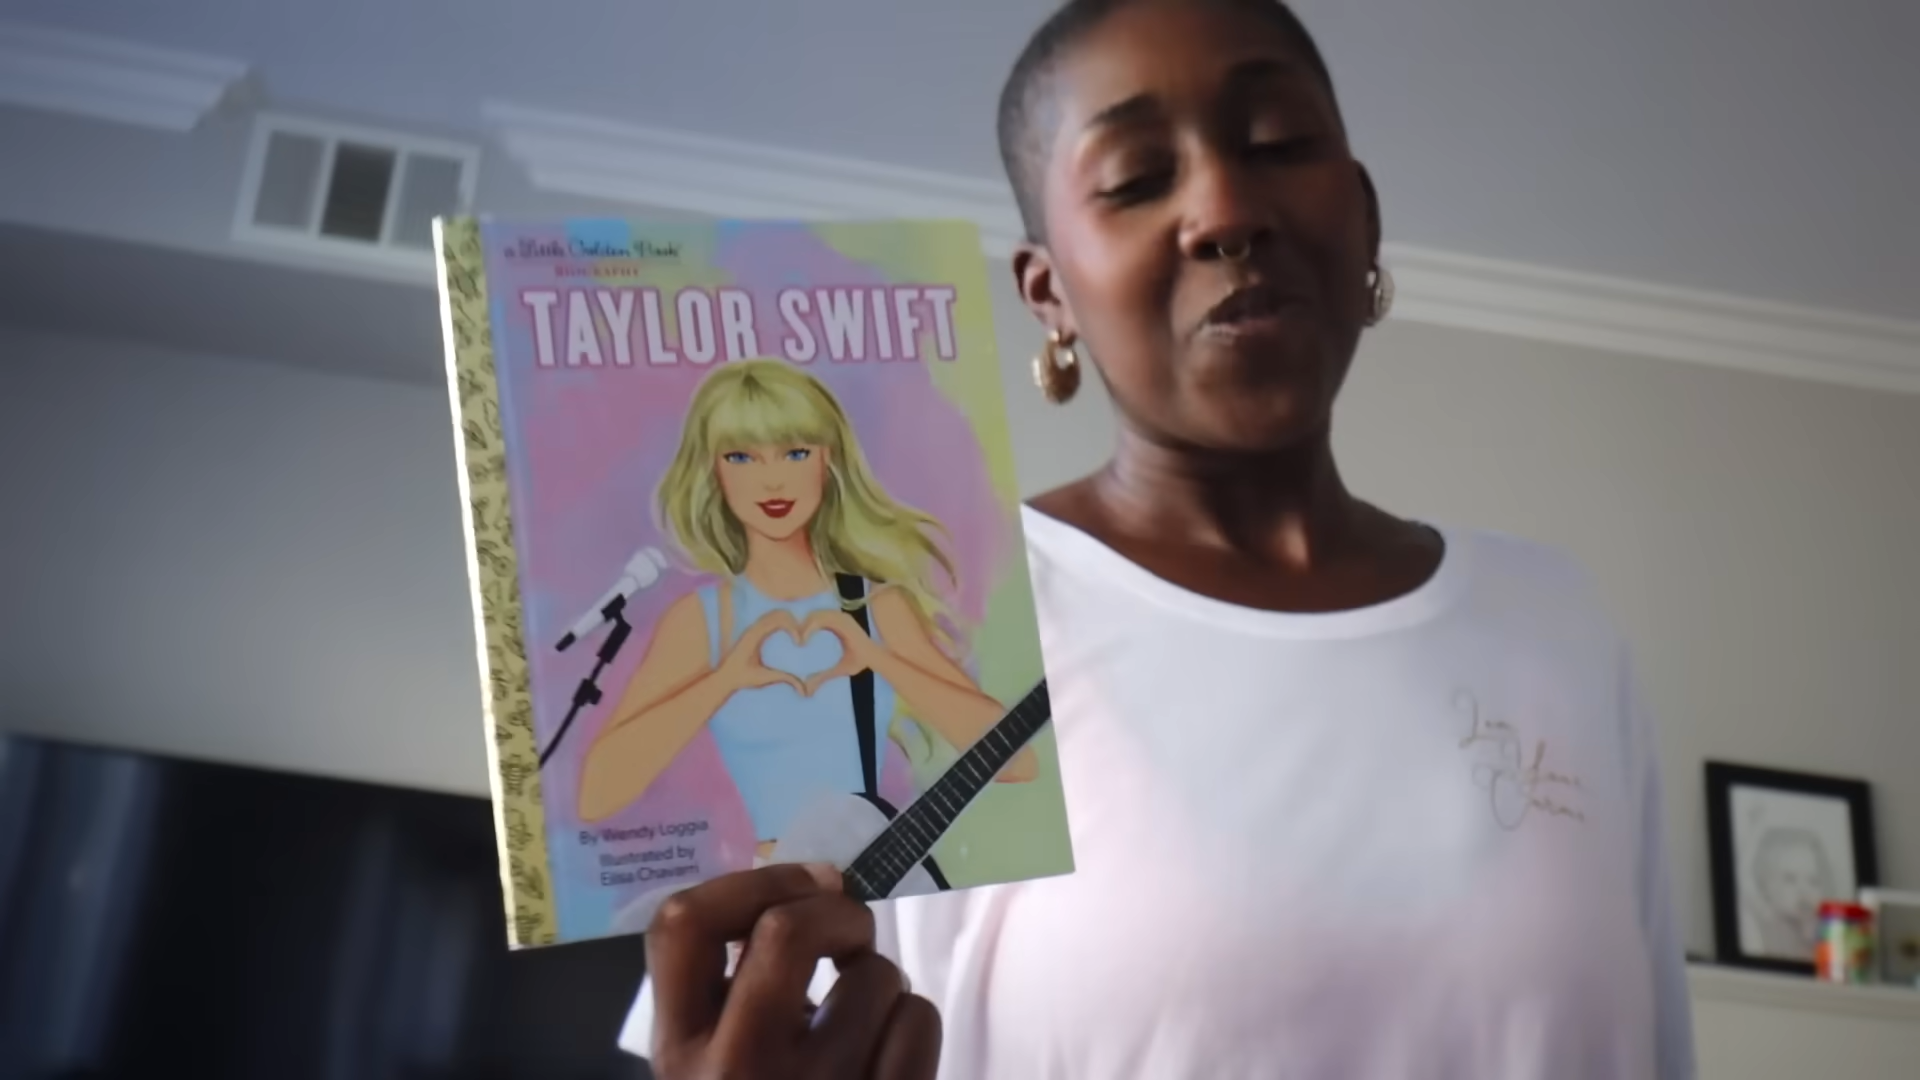 a Little Golden Book
BIOGRAPHY
TAYLOR SWIFT
By Wendy Loggia
Illustrated by
Elisa Chavarri